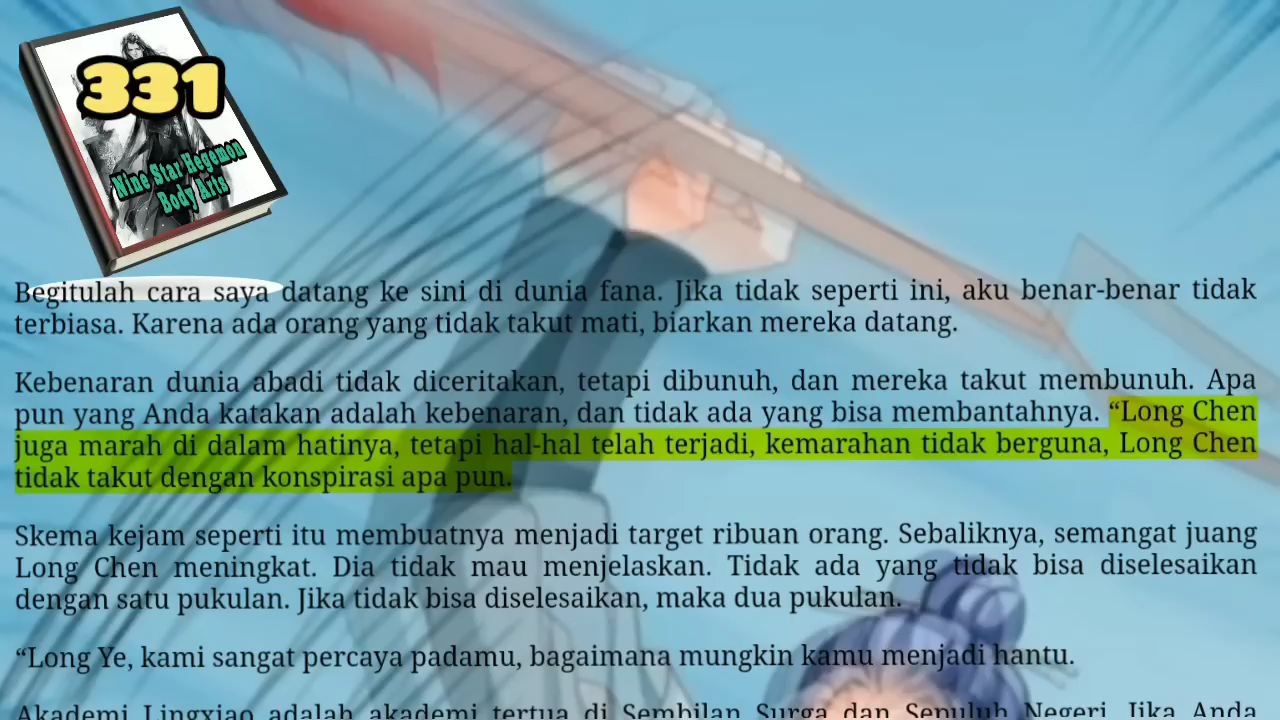 331
Nine Star Hegemon
Body Arts
Begitulah cara saya datang ke sini di dunia fana. Jika tidak seperti ini, aku benar-benar tidak
terbiasa. Karena ada orang yang tidak takut mati, biarkan mereka datang.
Kebenaran dunia abadi tidak diceritakan, tetapi dibunuh, dan mereka takut membunuh. Apa
pun yang Anda katakan adalah kebenaran, dan tidak ada yang bisa membantahnya. “Long Chen
juga marah di dalam hatinya, tetapi hal-hal telah terjadi, kemarahan tidak berguna, Long Chen
tidak takut dengan konspirasi apa pun.
Skema kejam seperti itu membuatnya menjadi target ribuan orang. Sebaliknya, semangat juang
Long Chen meningkat. Dia tidak mau menjelaskan. Tidak ada yang tidak bisa diselesaikan
dengan satu pukulan. Jika tidak bisa diselesaikan, maka dua pukulan.
“Long Ye, kami sangat percaya padamu, bagaimana mungkin kamu menjadi hantu.
Akademi Lingxiao adalah akademi tertua di Sembilan Surga dan Sepuluh Negeri. Jika Anda